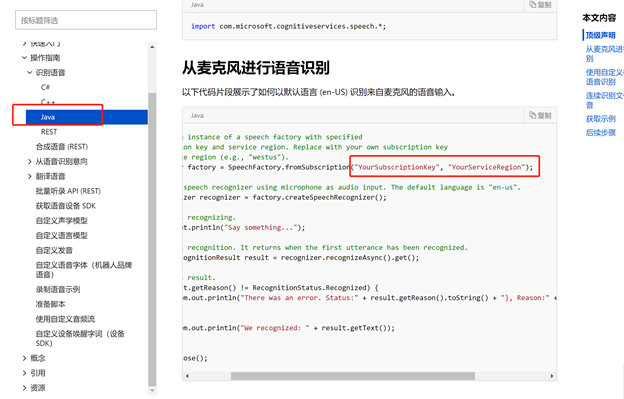 按标题筛选
快速入门
操作指南
识别语音
C#
C++
Java
REST
合成语音 (REST)
从语音识别意向
翻译语音
批量听录 API (REST)
获取语音设备 SDK
自定义声学模型
自定义语言模型
自定义发音
自定义语音字体（机器人品牌
语音）
录制语音示例
准备脚本
使用自定义音频流
自定义设备唤醒字词（设备
SDK）
概念
引用
资源
Java
复制
import com.microsoft.cognitiveservices.speech.*;
从麦克风进行语音识别
以下代码片段展示了如何以默认语言 (en-US) 识别来自麦克风的语音输入。
Java
复制
instance of a speech factory with specified
on key and service region. Replace with your own subscription key
e region (e.g., "westus").
factory = SpeechFactory.fromSubscription("YourSubscriptionKey", "YourServiceRegion");
speech recognizer using microphone as audio input. The default language is "en-us".
zer recognizer = factory.createSpeechRecognizer();
recognizing.
ut.println("Say something...");
recognition. It returns when the first utterance has been recognized.
ognitionResult result = recognizer.recognizeAsync().get();
result.
t.getReason() != RecognitionStatus.Recognized) {
em.out.println("There was an error. Status:" + result.getReason().toString() + "}, Reason:" +
em.out.println("We recognized: " + result.getText());
ose();
本文内容
顶级声明
从麦克风进行语音识
别
使用自定义
语音识别
连续识别文
音
获取示例
后续步骤